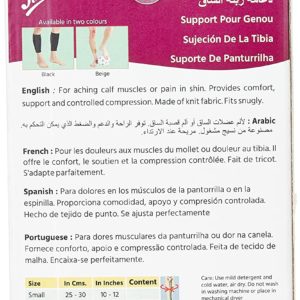 Available in two colours
Black
Beige
Support Pour Genou
Sujeción De La Tibia
Suporte De Panturrilha
English : For aching calf muscles or pain in shin. Provides comfort,
support and controlled compression. Made of knit fabric. Fits snugly.
Arabic : لألم عضلات الساق أو ألم قصبة الساق. توفر الراحة والدعم والضغط الذي يمكن التحكم به.
مصنوعة من نسيج مشغول. مريحة عند الارتداء.
French : Pour les douleurs aux muscles du mollet ou douleur au tibia. Il
offre le confort, le soutien et la compression contrôlée. Fait de tricot.
S'adapte parfaitement.
Spanish : Para dolores en los músculos de la pantorrilla o en la
espinilla. Proporciona comodidad, apoyo y compresión controlada.
Hecho de tejido de punto. Se ajusta perfectamente
Portuguese : Para dores musculares da panturrilha ou dor na canela.
Fornece conforto, apoio e compressão controlada. Feita de tecido de
malha. Encaixa-se perfeitamente.
Size In Cms In Inches Content
Small 25 - 30 10 - 12
Care: Use mild detergent and
cold water, air dry. Do not wash
in washing machine or place in
mechanical dryer